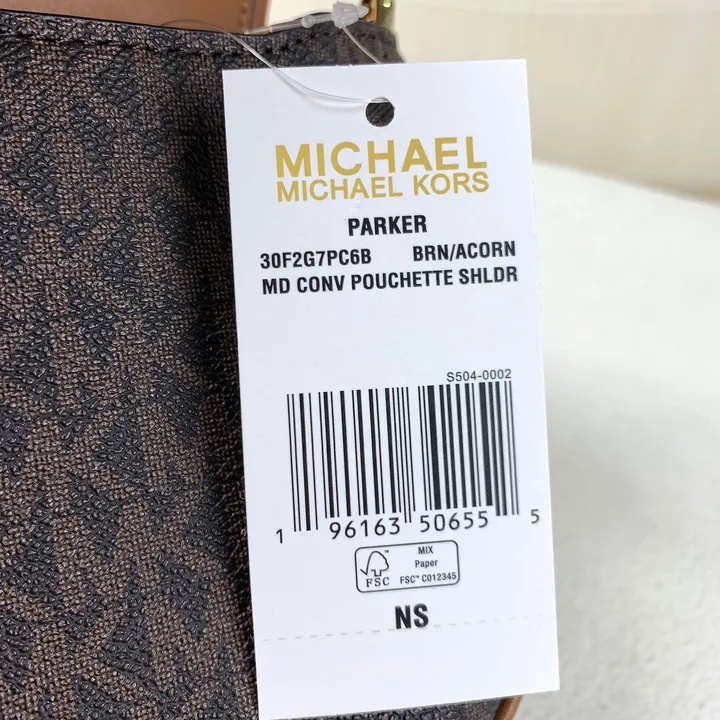 MICHAEL
MICHAEL KORS
PARKER
30F2G7PC6B BRN/ACORN
MD CONV POUCHETTE SHLDR
S504-0002
1 96163 50655 5
FSC™
MIX
Paper
FSC™ C012345
NS